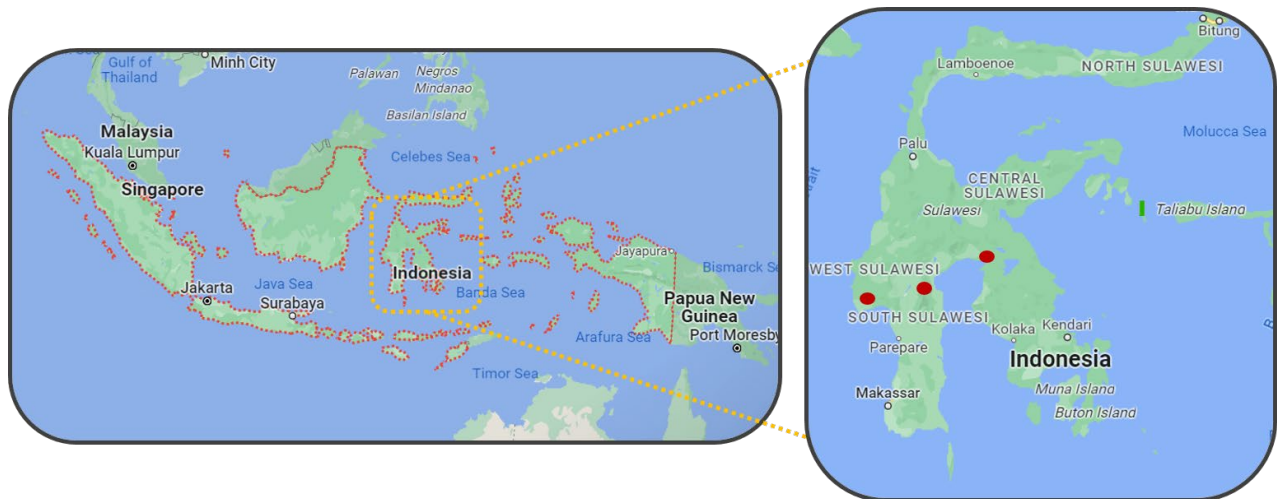 Gulf of
Thailand
Minh City
Palawan
Negros
Mindanao
Basilan Island
Malaysia
Kuala Lumpur
Celebes Sea
Singapore
Jayapura
Indonesia
Bismarck Se
Jakarta
Java Sea
Banda Sea
Surabaya
Papua New
Guinea
Arafura Sea
Port Moresby
Timor Sea
Bitung
Lamboenoe
NORTH SULAWESI
Molucca Sea
Palu
CENTRAL
SULAWESI
Sulawesi
Taliabu Island
rait
WEST SULAWESI
SOUTH SULAWESI
Kolaka
Kendari
Parepare
Indonesia
Makassar
Muna Island
Buton Island